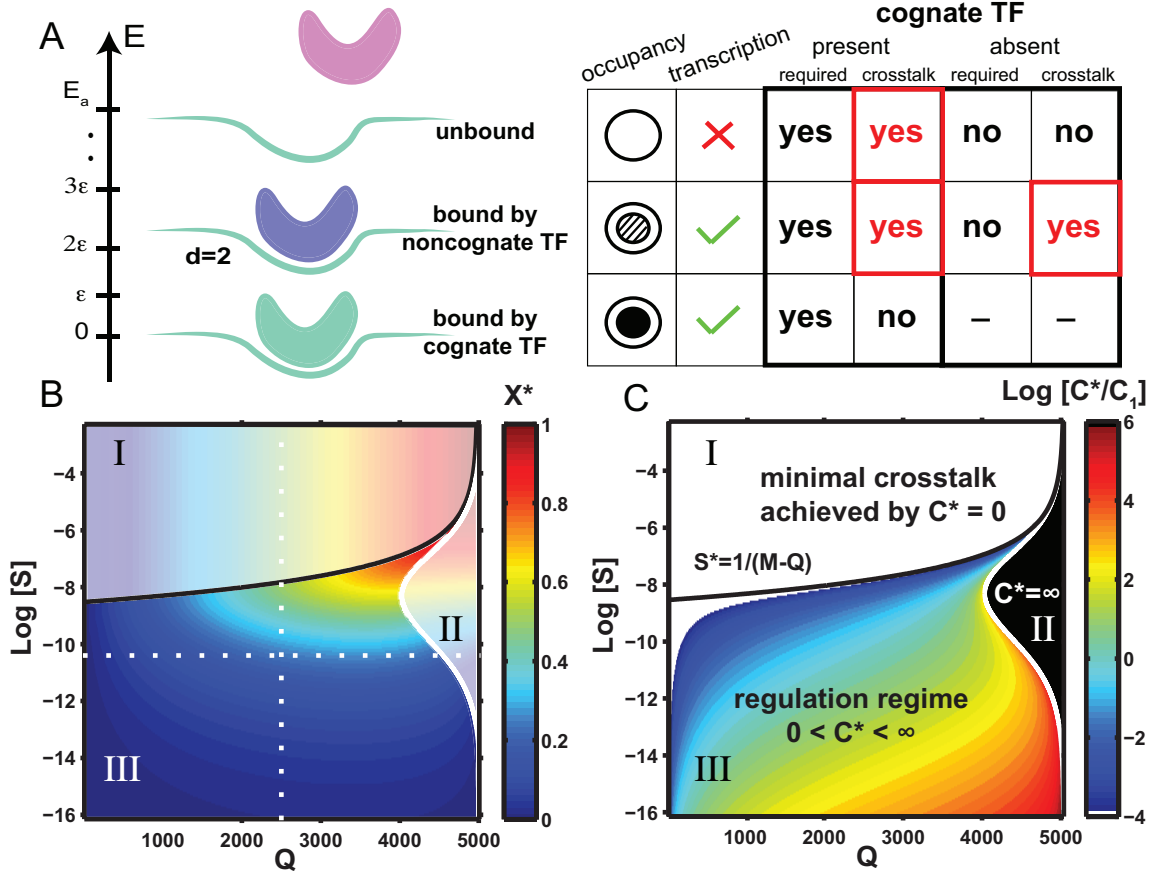 A
E
E_a
3ε
2ε
ε
0
d=2
unbound
bound by
noncognate TF
bound by
cognate TF
cognate TF
occupancy
transcription
present
absent
required
crosstalk
required
crosstalk
yes
yes
no
no
yes
yes
no
yes
yes
no
–
–
B
X*
I
II
III
Log [S]
−4
−6
−8
−10
−12
−14
−16
1000
2000
3000
4000
5000
Q
1
0.8
0.6
0.4
0.2
0
C
Log [C*/C_1]
I
minimal crosstalk
achieved by C* = 0
S*=1/(M-Q)
C*=∞
II
regulation regime
0 < C* < ∞
III
Log [S]
−4
−6
−8
−10
−12
−14
−16
1000
2000
3000
4000
5000
Q
6
4
2
0
−2
−4